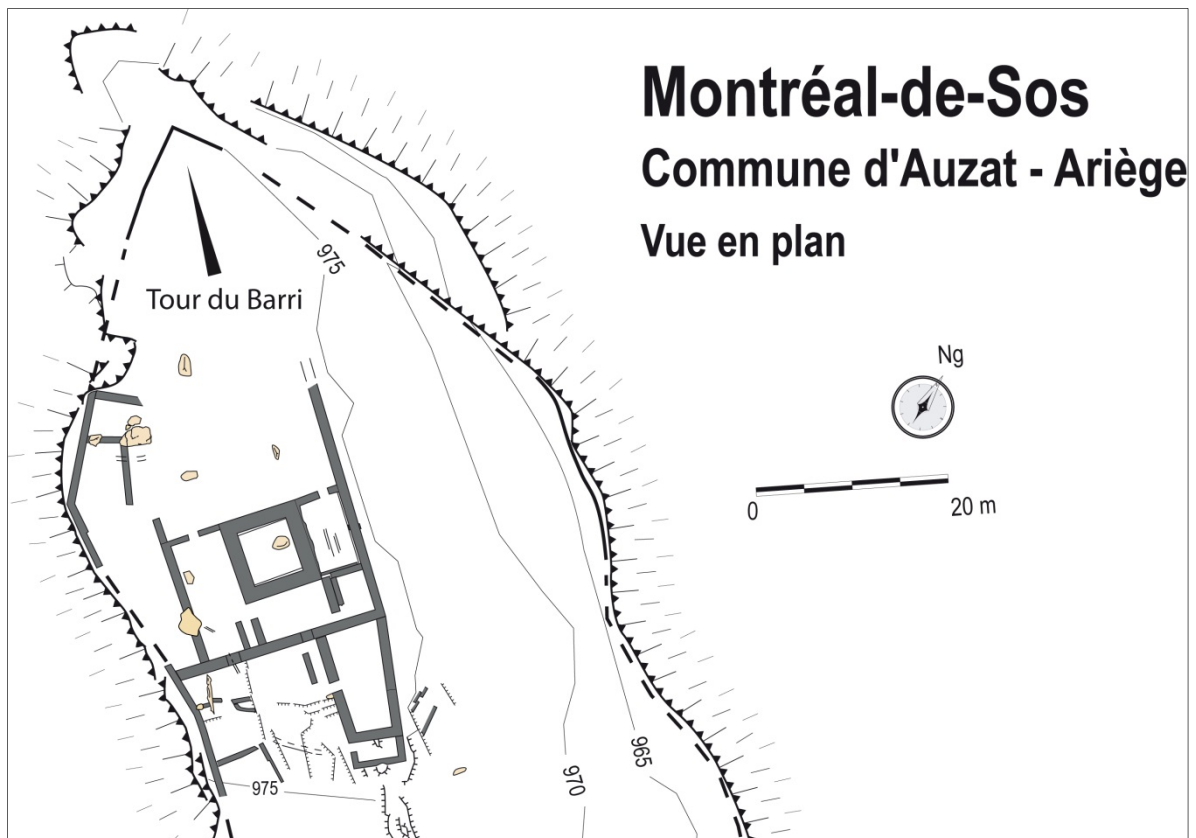 Montréal-de-Sos
Commune d'Auzat - Ariège
Vue en plan
975
Tour du Barri
Ng
0
20 m
965
970
975